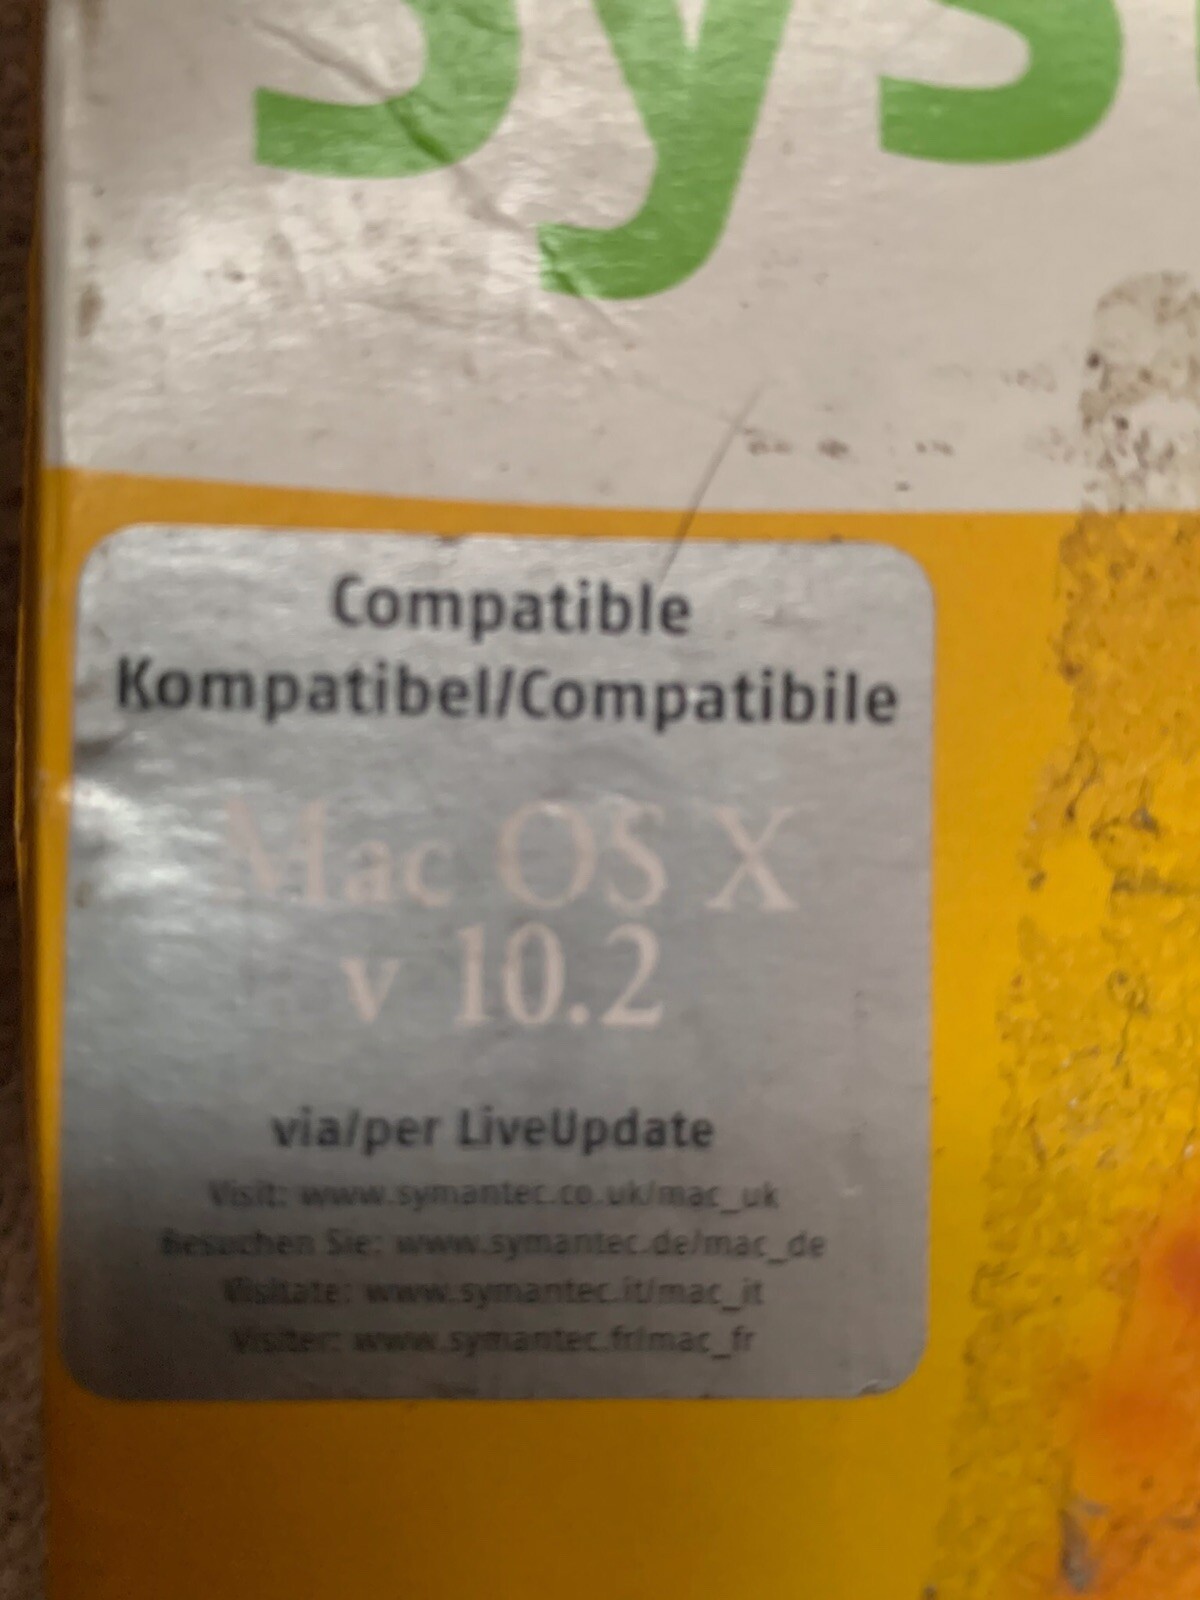 Sys
Compatible
Kompatibel/Compatibile
Mac OS X
v 10.2
via/per LiveUpdate
Visit: www.symantec.co.uk/mac_uk
Besuchen Sie: www.symantec.de/mac_de
Visitate: www.symantec.it/mac_it
Visiter: www.symantec.fr/mac_fr